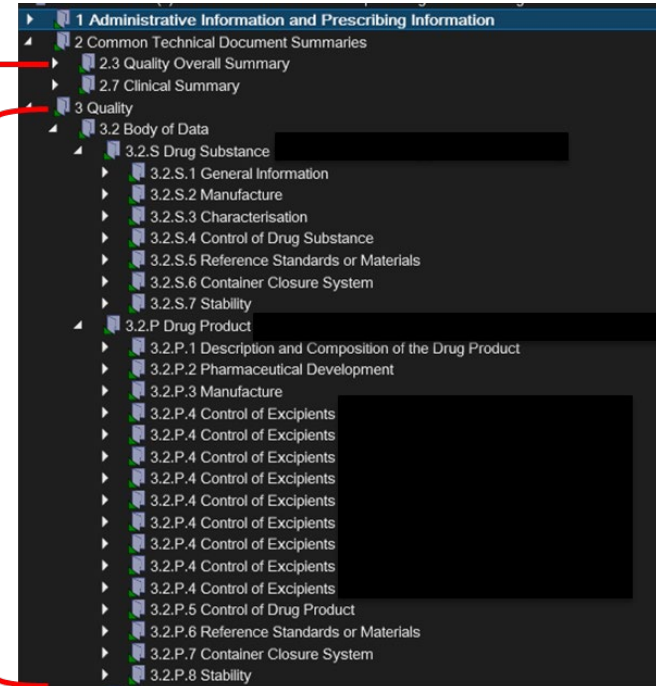 1 Administrative Information and Prescribing Information
2 Common Technical Document Summaries
2.3 Quality Overall Summary
2.7 Clinical Summary
3 Quality
3.2 Body of Data
3.2.S Drug Substance
3.2.S.1 General Information
3.2.S.2 Manufacture
3.2.S.3 Characterisation
3.2.S.4 Control of Drug Substance
3.2.S.5 Reference Standards or Materials
3.2.S.6 Container Closure System
3.2.S.7 Stability
3.2.P Drug Product
3.2.P.1 Description and Composition of the Drug Product
3.2.P.2 Pharmaceutical Development
3.2.P.3 Manufacture
3.2.P.4 Control of Excipients
3.2.P.4 Control of Excipients
3.2.P.4 Control of Excipients
3.2.P.4 Control of Excipients
3.2.P.4 Control of Excipients
3.2.P.4 Control of Excipients
3.2.P.4 Control of Excipients
3.2.P.4 Control of Excipients
3.2.P.4 Control of Excipients
3.2.P.5 Control of Drug Product
3.2.P.6 Reference Standards or Materials
3.2.P.7 Container Closure System
3.2.P.8 Stability